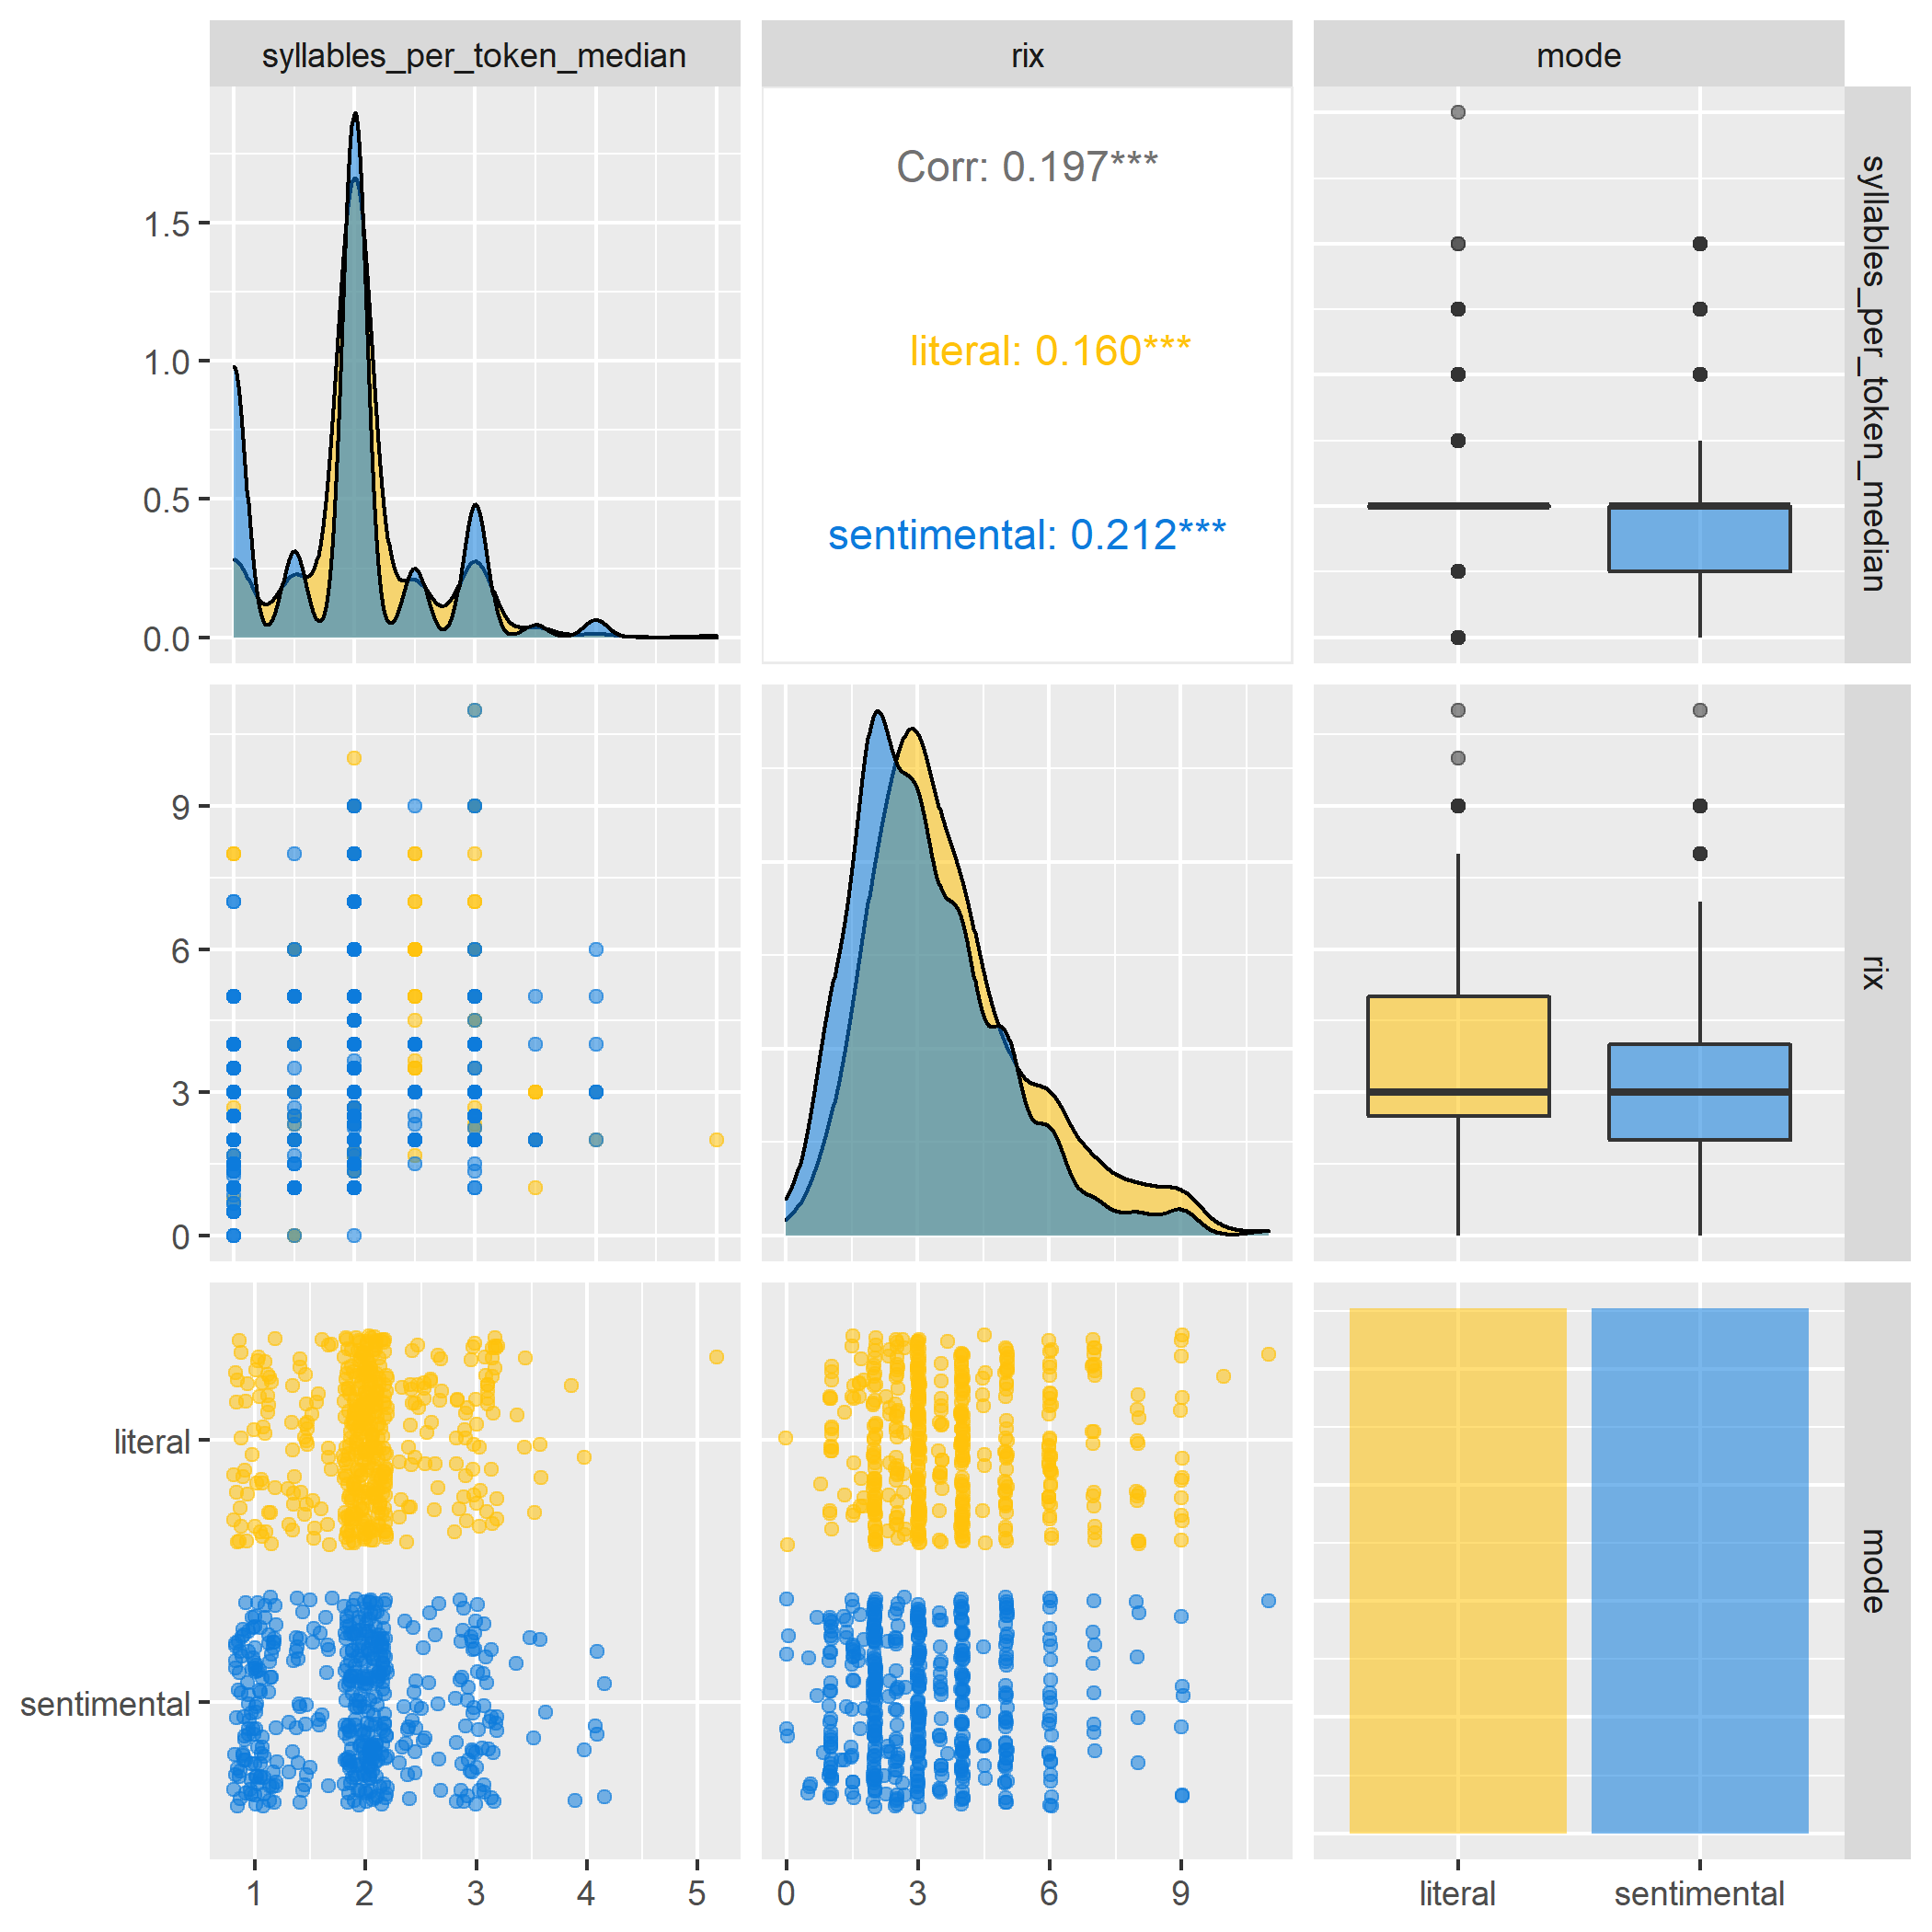 syllables_per_token_median
rix
mode
1.5
1.0
0.5
0.0
Corr: 0.197***
literal: 0.160***
sentimental: 0.212***
syllables_per_token_median
9
6
3
0
rix
literal
sentimental
mode
1 2 3 4 5
0 3 6 9
literal sentimental